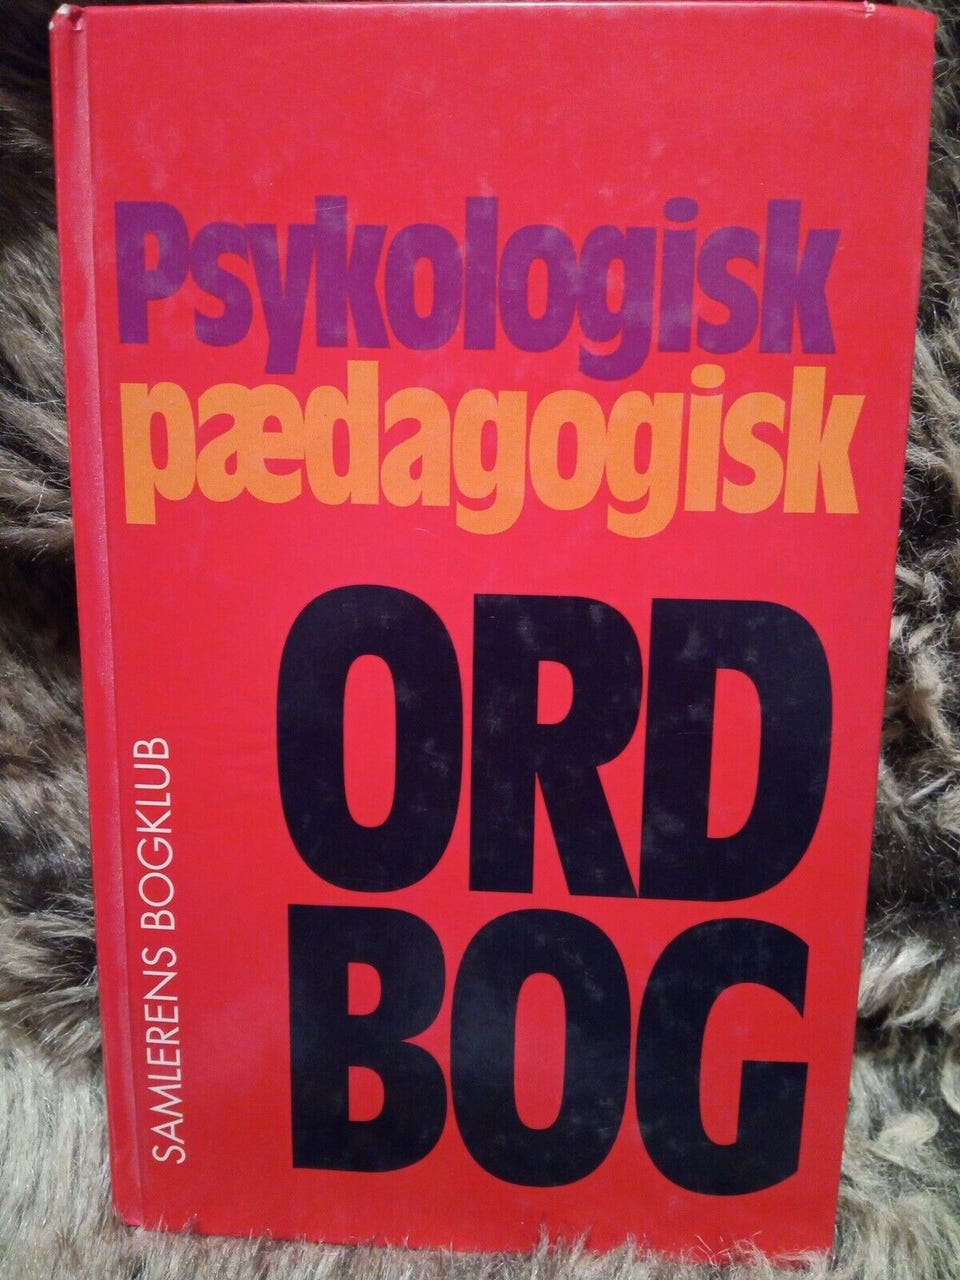 Psykologisk
pædagogisk
ORD
BOG
SAMLERENS BOGKLUB